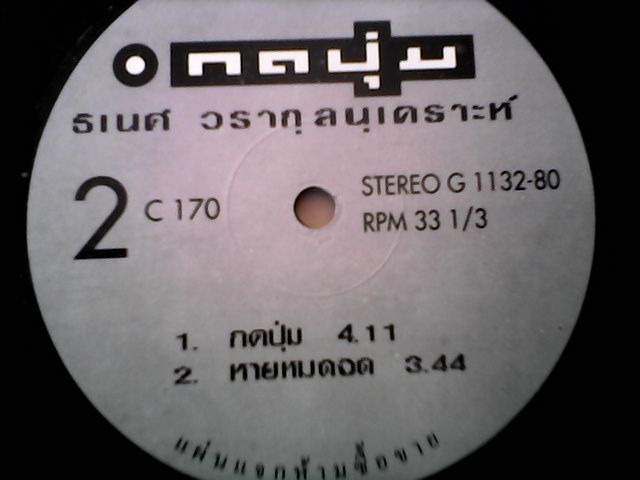 กดปุ่ม
ธเนศ วรากุลนุเคราะห์
2 C 170
STEREO G 1132-80
RPM 33 1/3
1. กดปุ่ม 4.11
2. หายหมดอด 3.44
แผ่นแจกห้ามซื้อขาย